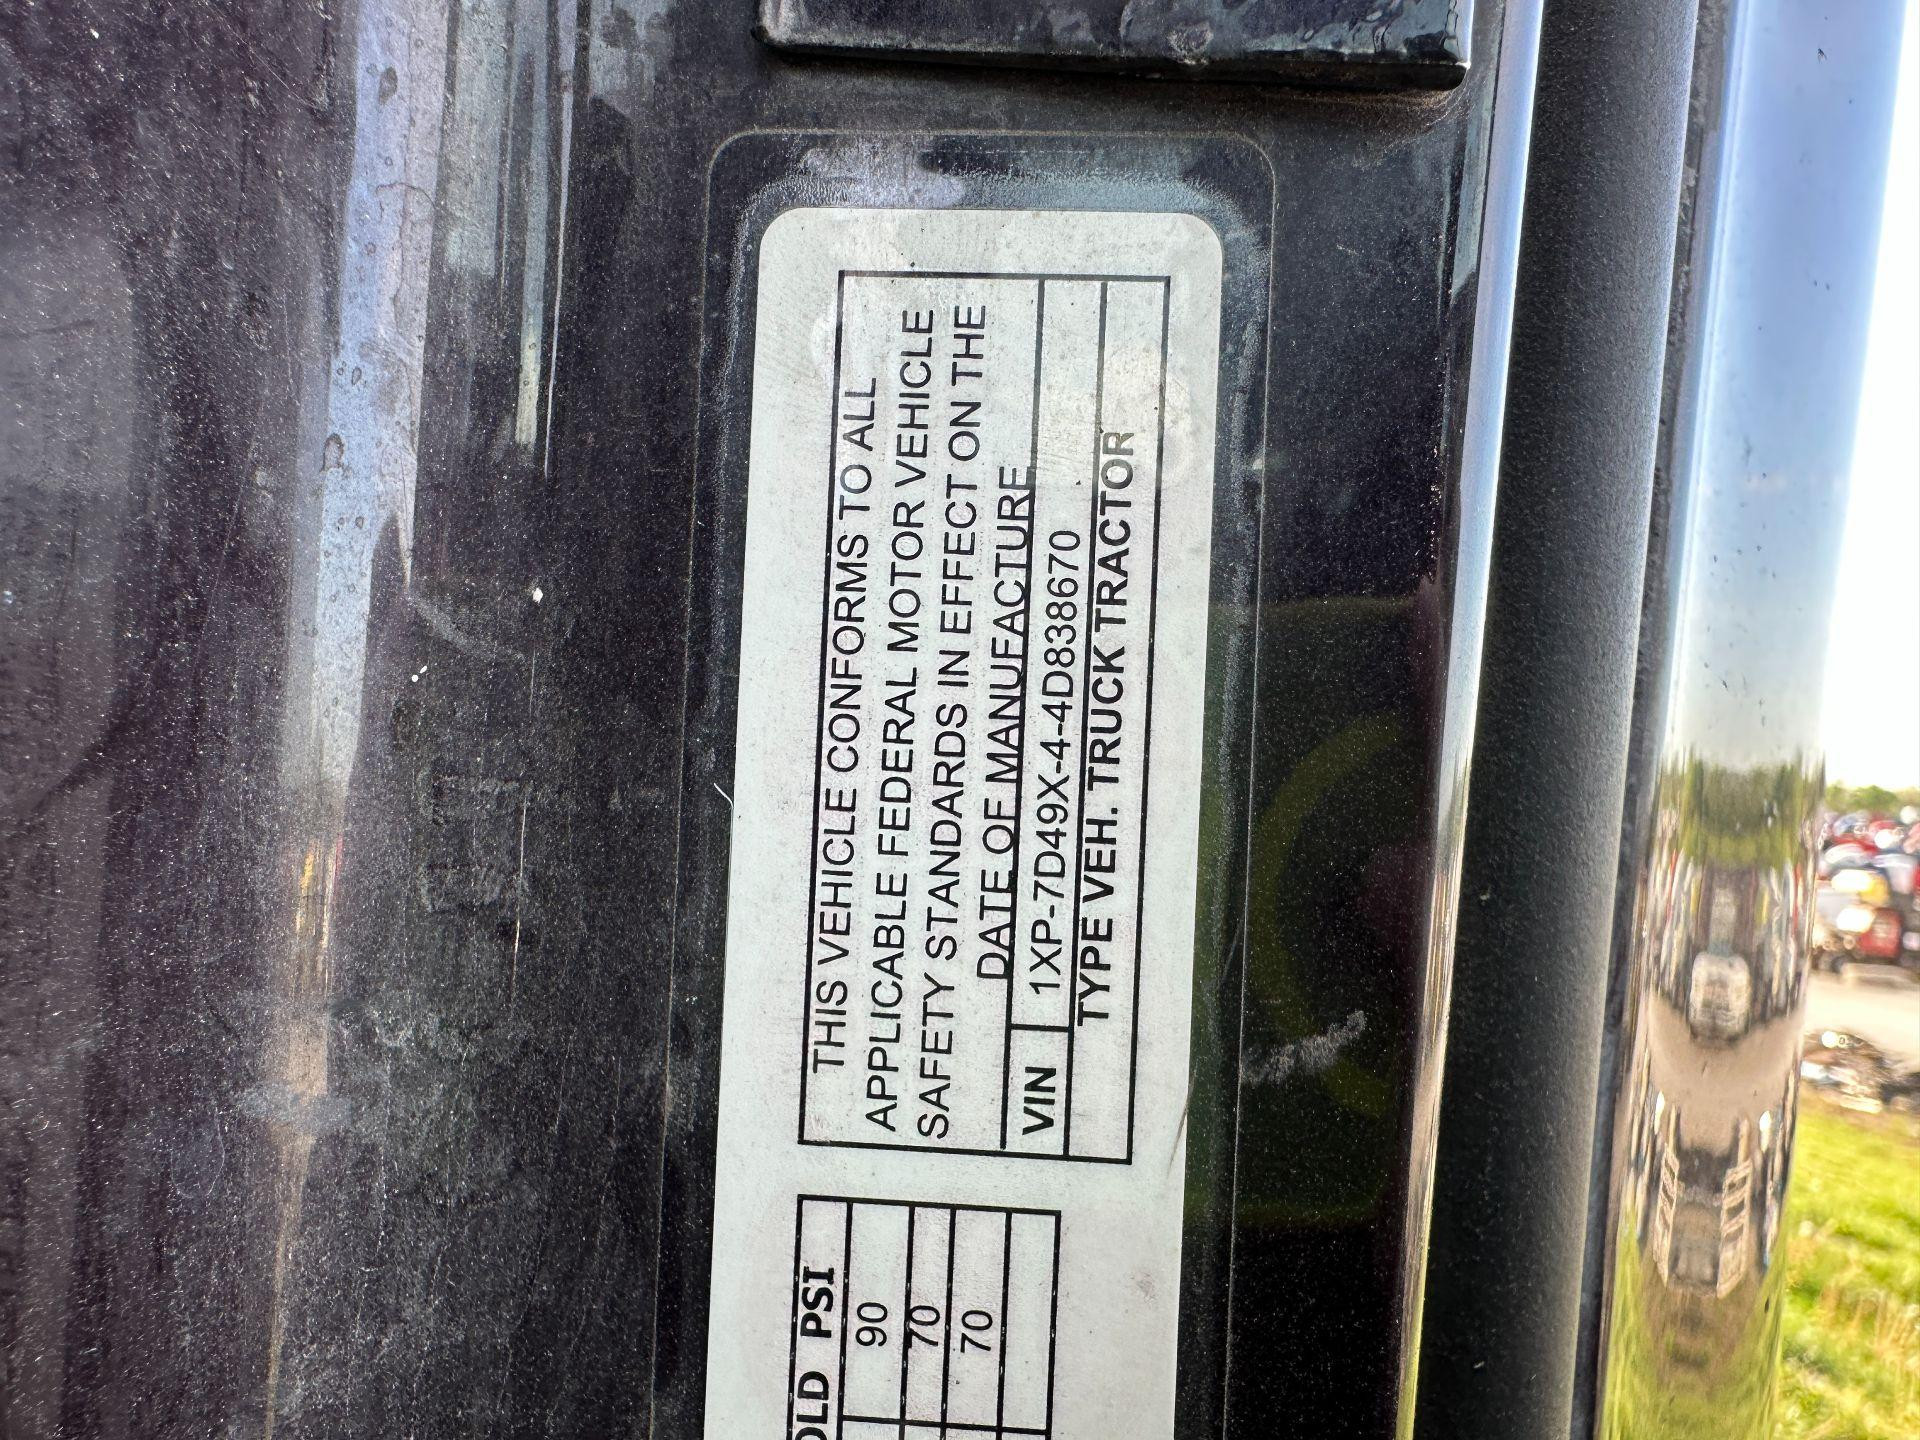 THIS VEHICLE CONFORMS TO ALL
APPLICABLE FEDERAL MOTOR VEHICLE
SAFETY STANDARDS IN EFFECT ON THE
DATE OF MANUFACTURE
VIN 1XP-7D49X-4-4D838670
TYPE VEH. TRUCK TRACTOR
OLD PSI
90
70
70